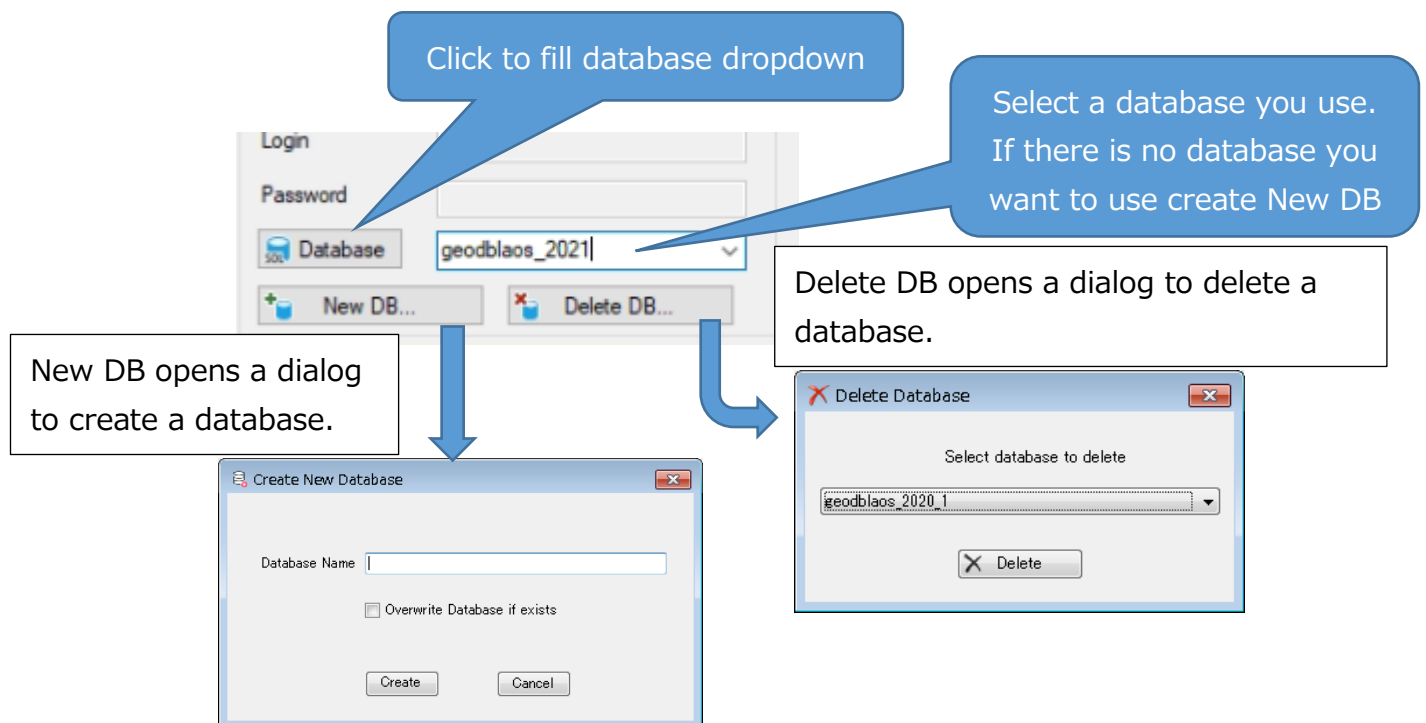 Click to fill database dropdown
Select a database you use.
If there is no database you
want to use create New DB
Login
Password
SQL
Database
geodblaos_2021
New DB...
Delete DB...
Delete DB opens a dialog to delete a
database.
New DB opens a dialog
to create a database.
Delete Database
Select database to delete
geodblaos_2020_1
Delete
Create New Database
Database Name
Overwrite Database if exists
Create
Cancel